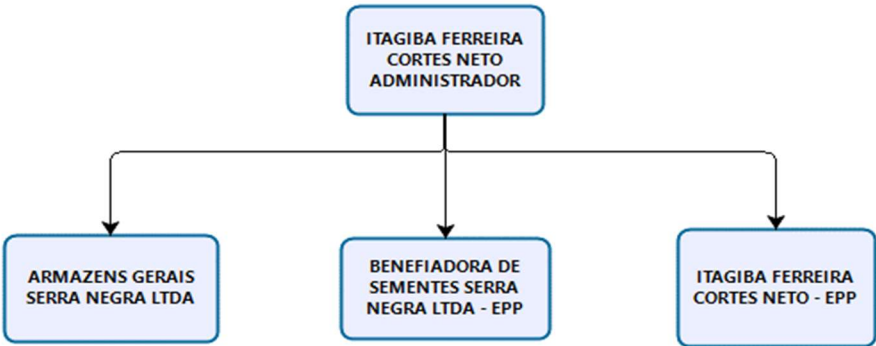 ITAGIBA FERREIRA
CORTES NETO
ADMINISTRADOR
ARMAZENS GERAIS
SERRA NEGRA LTDA
BENEFIADORA DE
SEMENTES SERRA
NEGRA LTDA - EPP
ITAGIBA FERREIRA
CORTES NETO - EPP